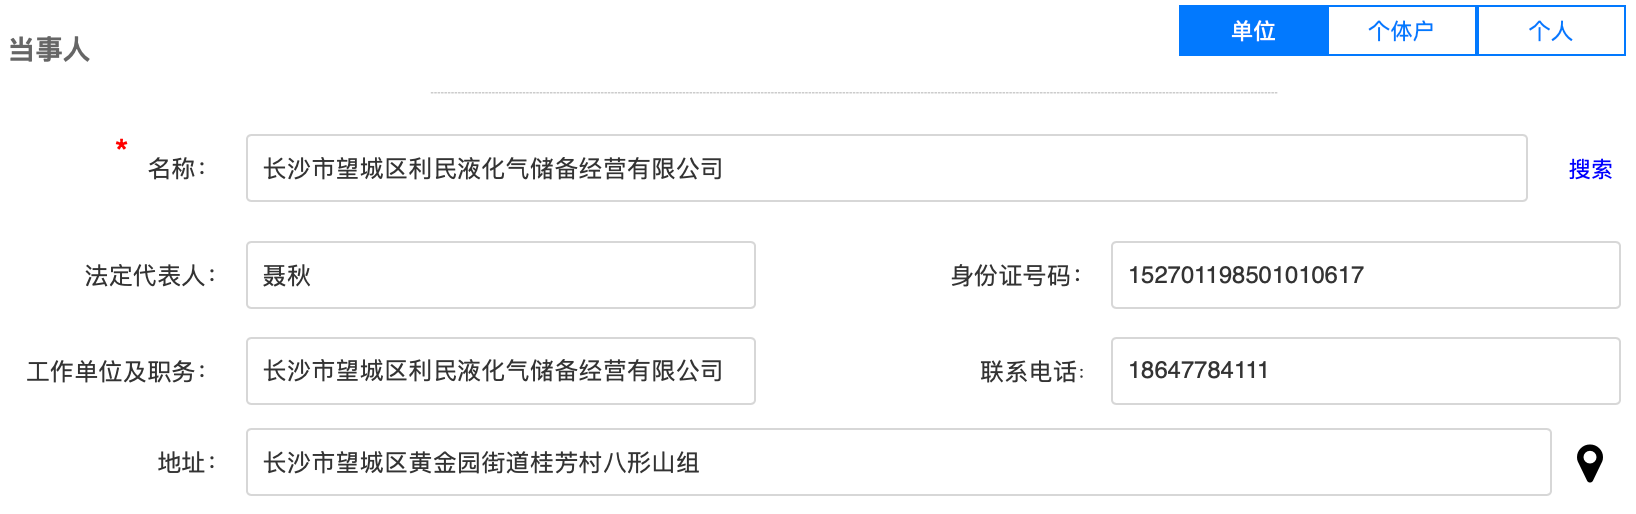 当事人
单位 个体户 个人
* 名称： 长沙市望城区利民液化气储备经营有限公司 搜索
法定代表人： 聂秋 身份证号码： 152701198501010617
工作单位及职务： 长沙市望城区利民液化气储备经营有限公司 联系电话: 18647784111
地址： 长沙市望城区黄金园街道桂芳村八形山组